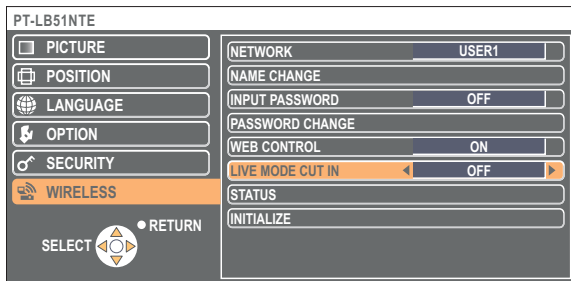 PT-LB51NTE
PICTURE
POSITION
LANGUAGE
OPTION
SECURITY
WIRELESS
RETURN
SELECT
NETWORK USER1
NAME CHANGE
INPUT PASSWORD OFF
PASSWORD CHANGE
WEB CONTROL ON
LIVE MODE CUT IN OFF
STATUS
INITIALIZE